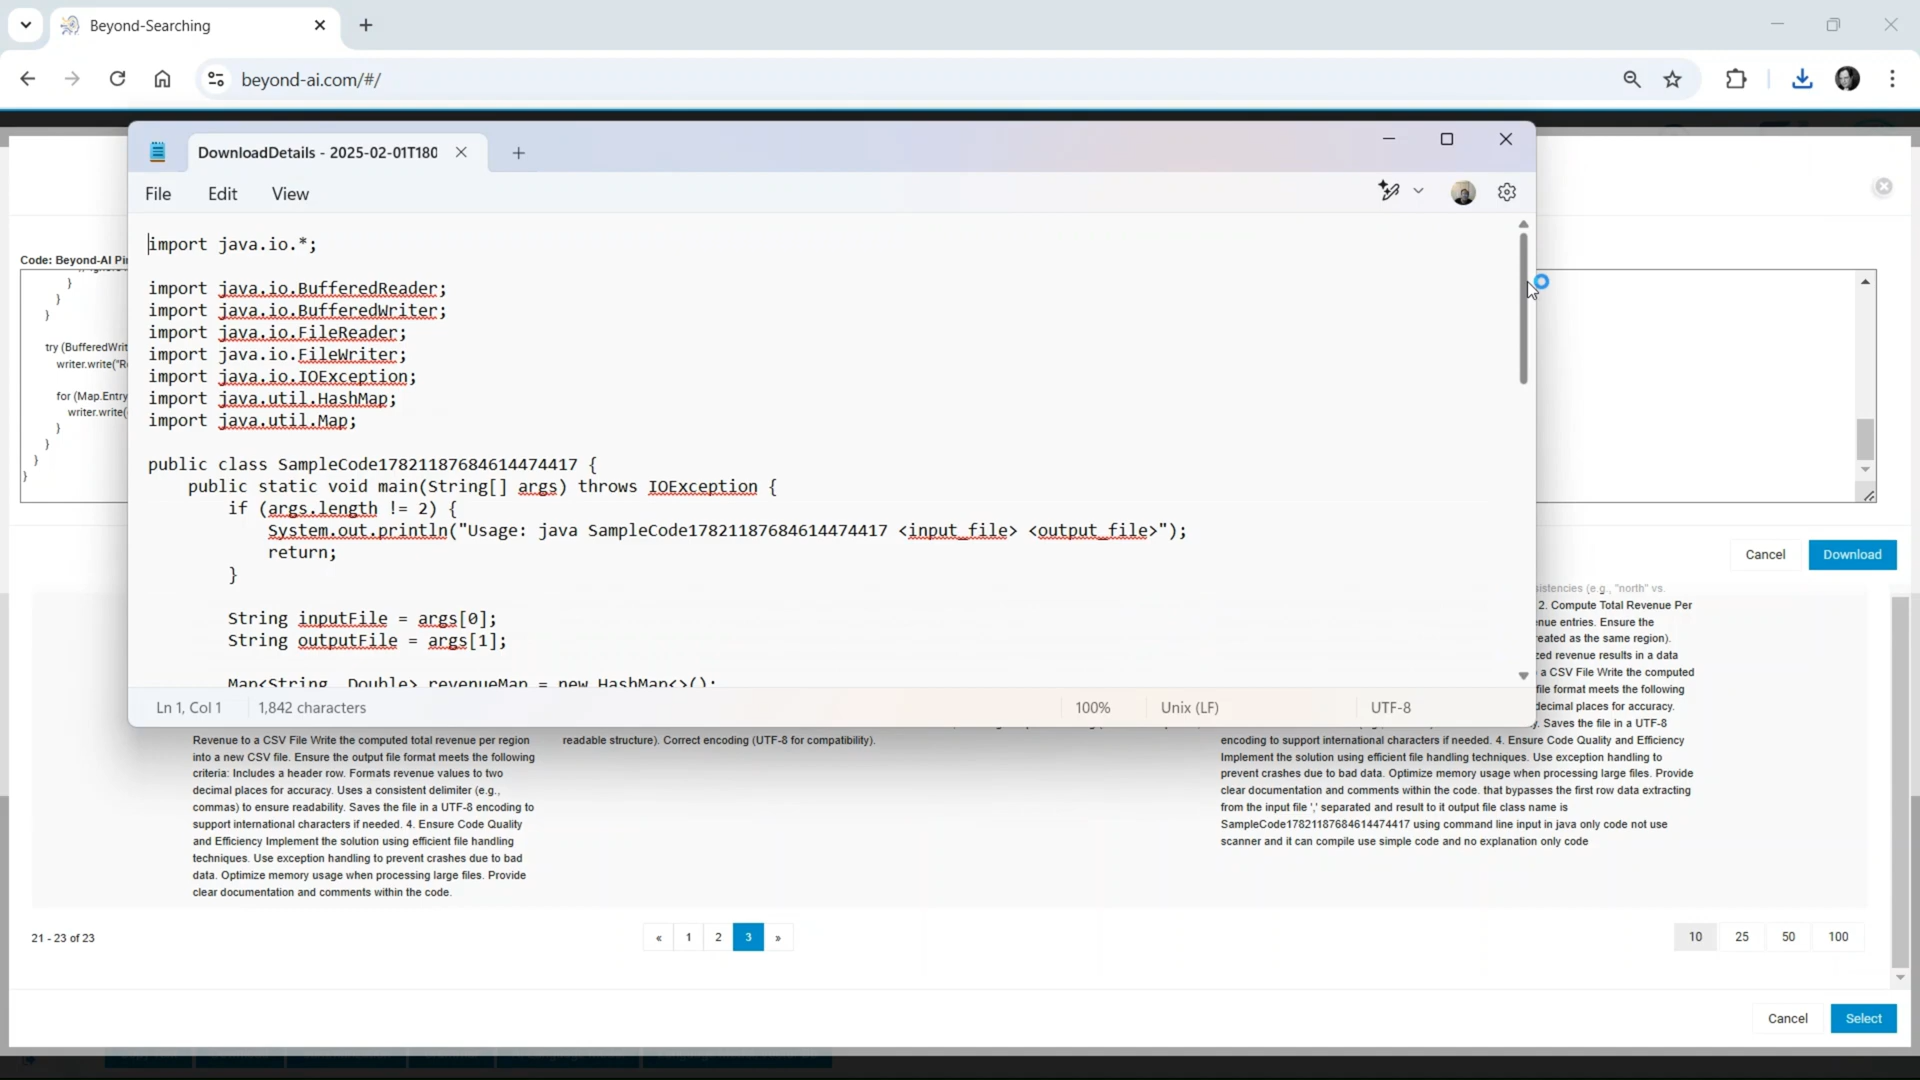 Beyond-Searching
beyond-ai.com/#/
DownloadDetails - 2025-02-01T180
File Edit View
import java.io.*;
import java.io.BufferedReader;
import java.io.BufferedWriter;
import java.io.FileReader;
import java.io.FileWriter;
import java.io.IOException;
import java.util.HashMap;
import java.util.Map;
public class SampleCode17821187684614474417 {
public static void main(String[] args) throws IOException {
if (args.length != 2) {
System.out.println("Usage: java SampleCode17821187684614474417 <input_file> <output_file>");
return;
}
String inputFile = args[0];
String outputFile = args[1];
Map<String, Double> revenueMap = new HashMap<>();
Ln 1, Col 1 1,842 characters 100% Unix (LF) UTF-8
Code: Beyond-AI
}
}
}
try (BufferedWrit
writer.write("R
for (Map.Entry
writer.write(
}
}
}
}
Cancel Download
(e.g., "north" vs.
2. Compute Total Revenue Per
entries. Ensure the
as the same region).
revenue results in a data
a CSV File Write the computed
file format meets the following
decimal places for accuracy.
Saves the file in a UTF-8
Revenue to a CSV File Write the computed total revenue per region
into a new CSV file. Ensure the output file format meets the following
criteria: Includes a header row. Formats revenue values to two
decimal places for accuracy. Uses a consistent delimiter (e.g.,
commas) to ensure readability. Saves the file in a UTF-8 encoding to
support international characters if needed. 4. Ensure Code Quality
and Efficiency Implement the solution using efficient file handling
techniques. Use exception handling to prevent crashes due to bad
data. Optimize memory usage when processing large files. Provide
clear documentation and comments within the code.
readable structure). Correct encoding (UTF-8 for compatibility).
encoding to support international characters if needed. 4. Ensure Code Quality and Efficiency
Implement the solution using efficient file handling techniques. Use exception handling to
prevent crashes due to bad data. Optimize memory usage when processing large files. Provide
clear documentation and comments within the code. that bypasses the first row data extracting
from the input file ',' separated and result to it output file class name is
SampleCode17821187684614474417 using command line input in java only code not use
scanner and it can compile use simple code and no explanation only code
21 - 23 of 23
« 1 2 3 »
10 25 50 100
Cancel Select